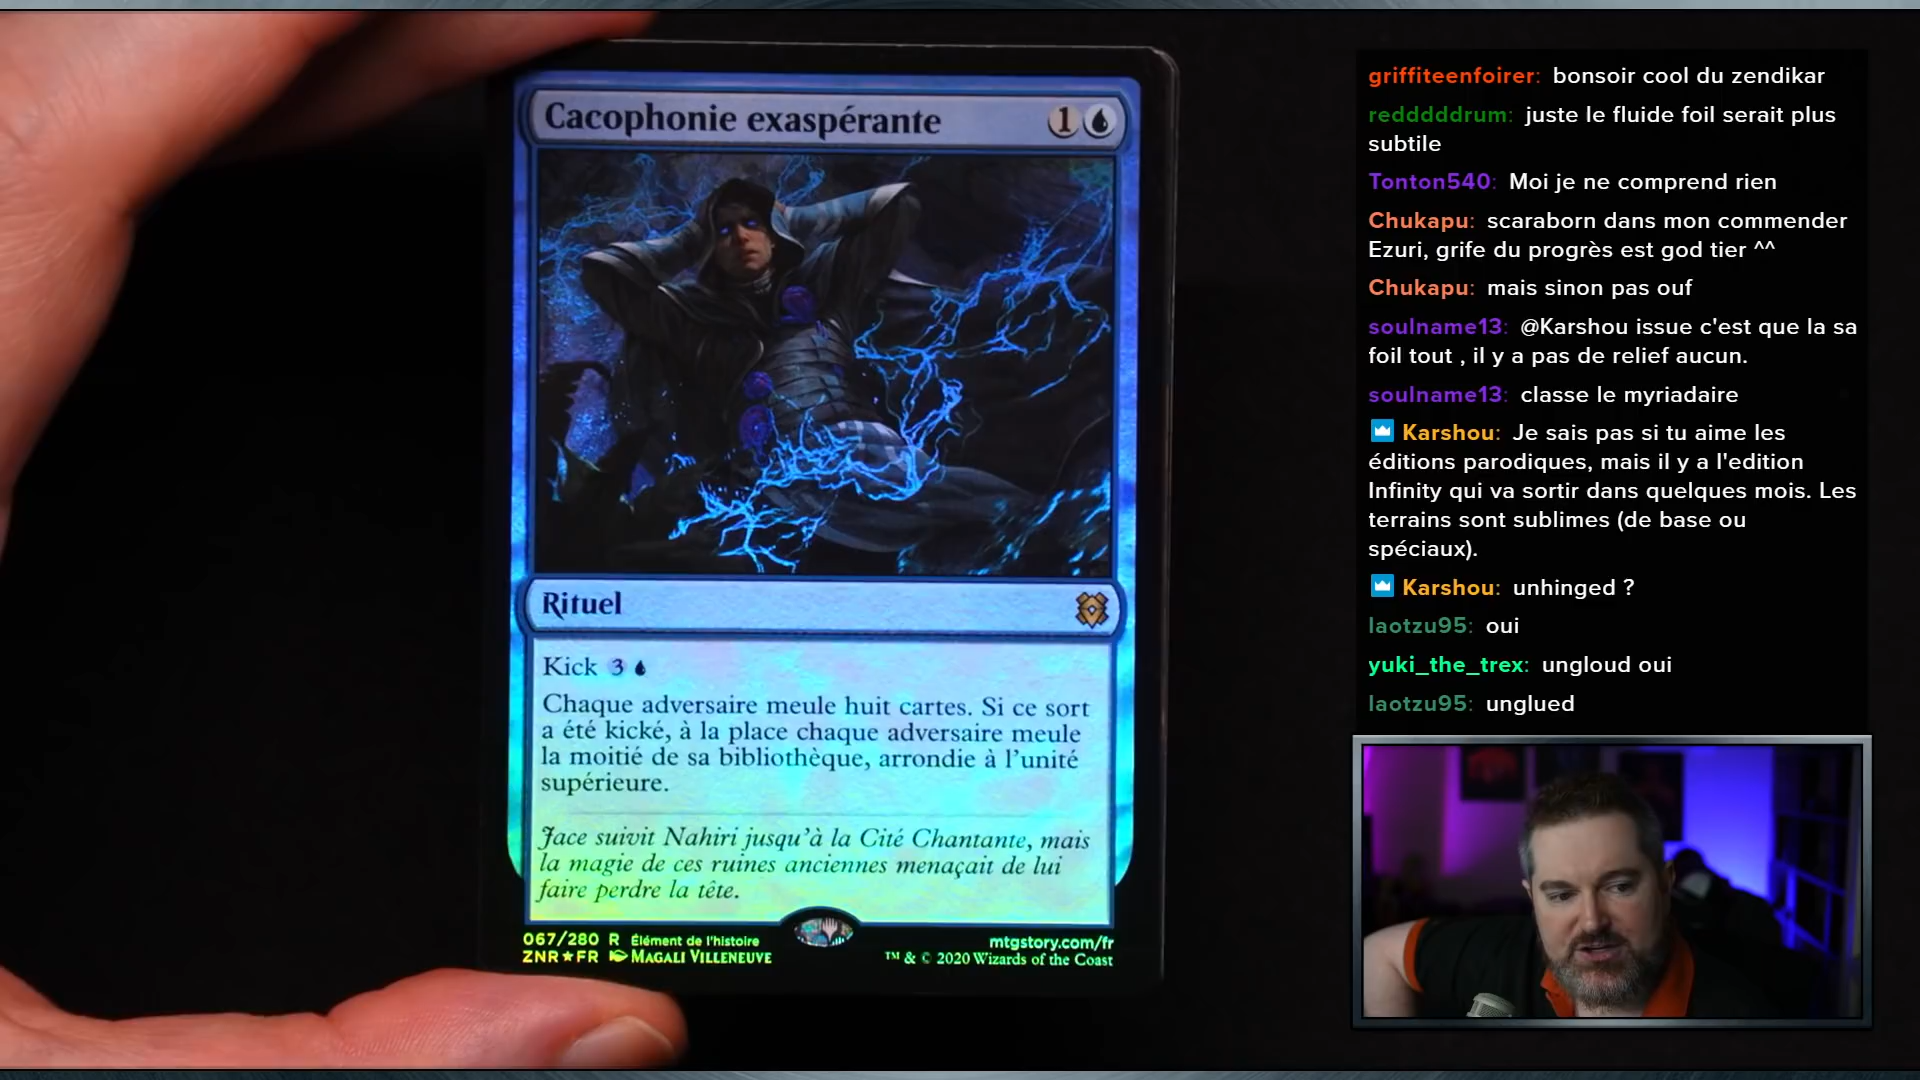 Cacophonie exaspérante 1
Rituel
Kick 3
Chaque adversaire meule huit cartes. Si ce sort
a été kické, à la place chaque adversaire meule
la moitié de sa bibliothèque, arrondie à l'unité
supérieure.
Jace suivit Nahiri jusqu'à la Cité Chantante, mais
la magie de ces ruines anciennes menaçait de lui
faire perdre la tête.
067/280 R Élément de l'histoire
ZNR★FR MAGALI VILLENEUVE
mtgstory.com/fr
™ & © 2020 Wizards of the Coast
griffiteenfoirer: bonsoir cool du zendikar
redddddrum: juste le fluide foil serait plus
subtile
Tonton540: Moi je ne comprend rien
Chukapu: scaraborn dans mon commender
Ezuri, grife du progrès est god tier ^^
Chukapu: mais sinon pas ouf
soulname13: @Karshou issue c'est que la sa
foil tout , il y a pas de relief aucun.
soulname13: classe le myriadaire
Karshou: Je sais pas si tu aime les
éditions parodiques, mais il y a l'edition
Infinity qui va sortir dans quelques mois. Les
terrains sont sublimes (de base ou
spéciaux).
Karshou: unhinged ?
laotzu95: oui
yuki_the_trex: ungloud oui
laotzu95: unglued